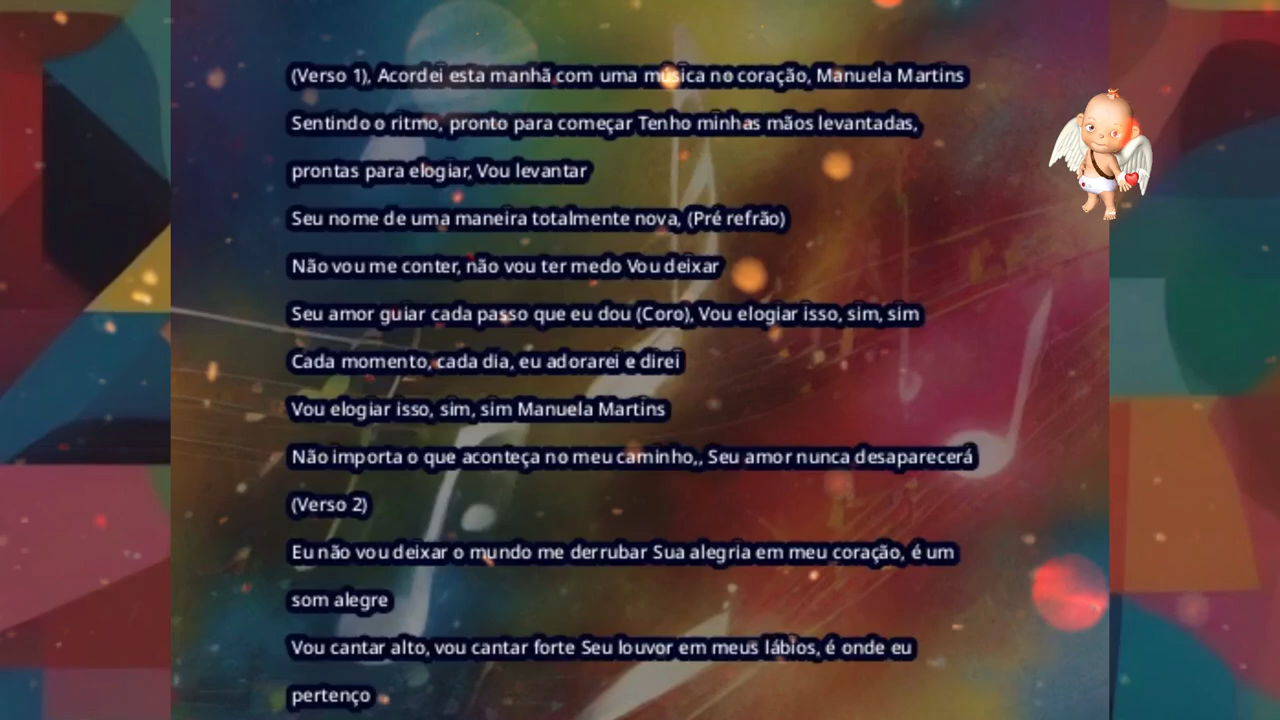 (Verso 1), Acordei esta manhã com uma música no coração, Manuela Martins
Sentindo o ritmo, pronto para começar Tenho minhas mãos levantadas,
prontas para elogiar, Vou levantar
Seu nome de uma maneira totalmente nova, (Pré refrão)
Não vou me conter, não vou ter medo Vou deixar
Seu amor guiar cada passo que eu dou (Coro), Vou elogiar isso, sim, sim
Cada momento, cada dia, eu adorarei e direi
Vou elogiar isso, sim, sim Manuela Martins
Não importa o que aconteça no meu caminho,, Seu amor nunca desaparecerá
(Verso 2)
Eu não vou deixar o mundo me derrubar Sua alegria em meu coração, é um
som alegre
Vou cantar alto, vou cantar forte Seu louvor em meus lábios, é onde eu
pertenço